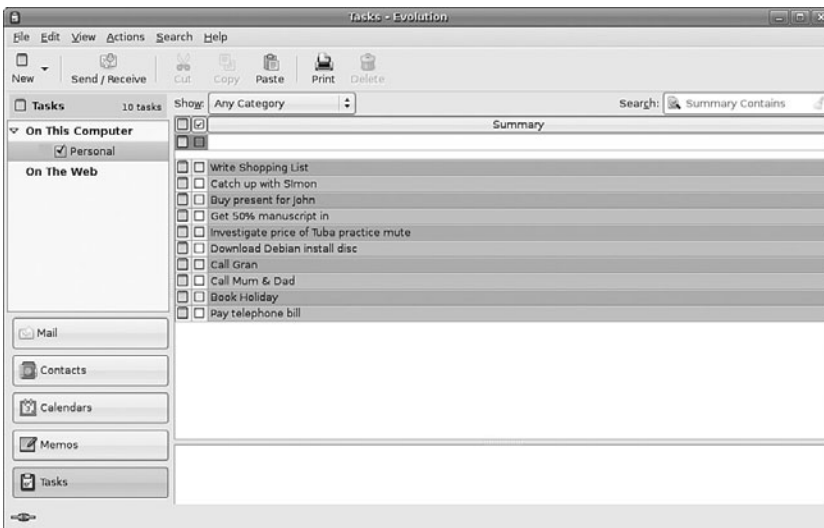 Tasks - Evolution
File Edit View Actions Search Help
New Send / Receive Cut Copy Paste Print Delete
Tasks 10 tasks Show: Any Category Search: Summary Contains
Summary
On This Computer
Personal
On The Web
Write Shopping List
Catch up with Simon
Buy present for John
Get 50% manuscript in
Investigate price of Tuba practice mute
Download Debian install disc
Call Gran
Call Mum & Dad
Book Holiday
Pay telephone bill
Mail
Contacts
Calendars
Memos
Tasks